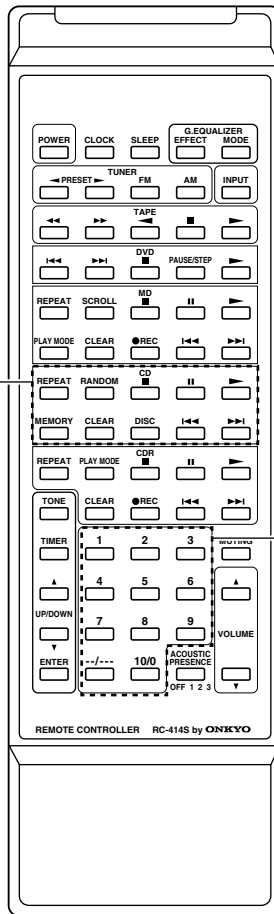 G.EQUALIZER
POWER CLOCK SLEEP EFFECT MODE
TUNER
◄ PRESET ► FM AM INPUT
TAPE
◄◄ ►► ◄ ■ ►
DVD
I◄◄ ►►I ■ PAUSE/STEP ►
MD
REPEAT SCROLL ■ II ►
PLAY MODE CLEAR ●REC I◄◄ ►►I
CD
REPEAT RANDOM ■ II ►
MEMORY CLEAR DISC I◄◄ ►►I
CDR
REPEAT PLAY MODE ■ II ►
TONE CLEAR ●REC I◄◄ ►►I
TIMER 1 2 3 MUTING
▲ 4 5 6 ▲
UP/DOWN 7 8 9 VOLUME
▼
ENTER --/--- 10/0 ACOUSTIC
PRESENCE
▼
OFF 1 2 3
REMOTE CONTROLLER RC-414S by ONKYO